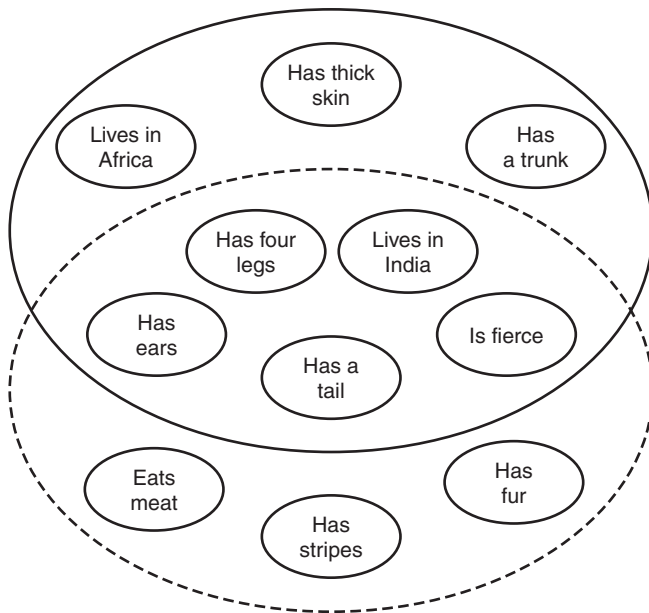 Has thick
skin
Lives in
Africa
Has
a trunk
Has four
legs
Lives in
India
Has
ears
Is fierce
Has a
tail
Eats
meat
Has
fur
Has
stripes